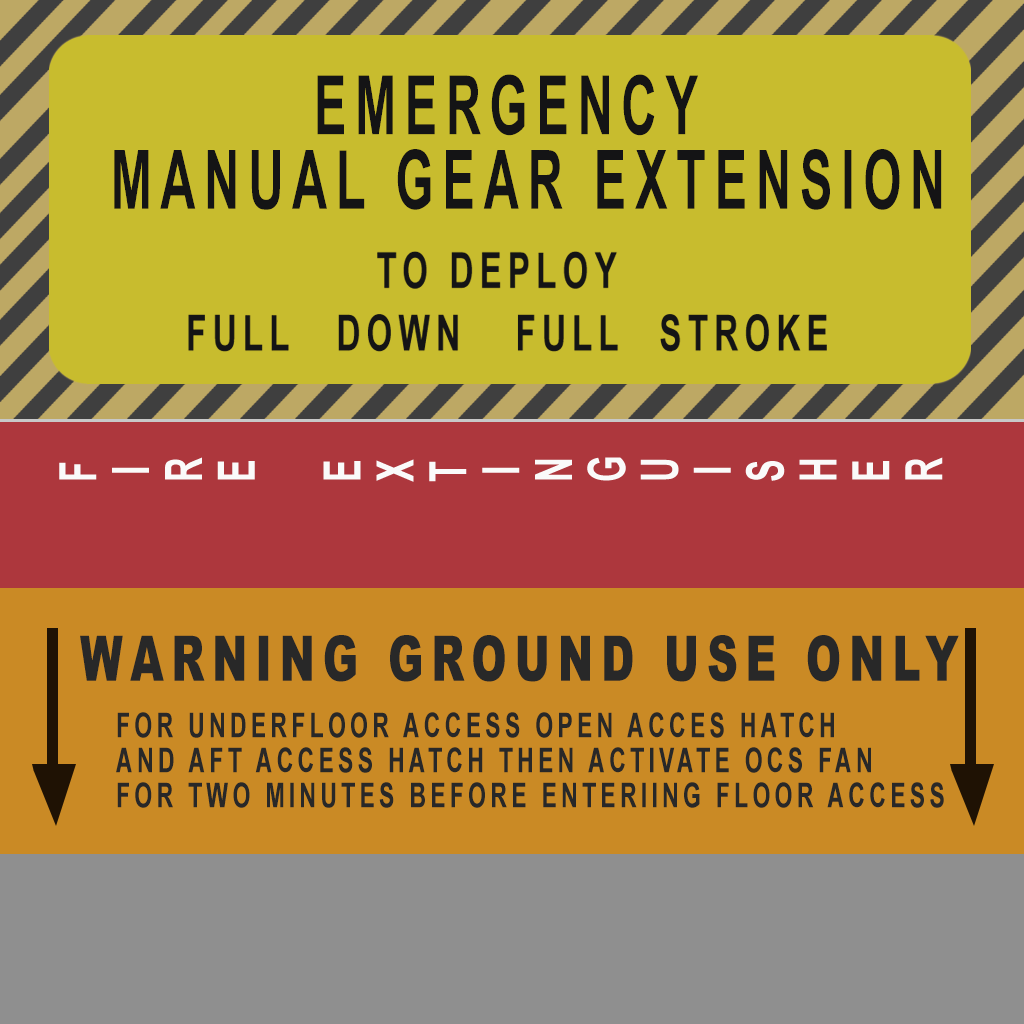 EMERGENCY
MANUAL GEAR EXTENSION
TO DEPLOY
FULL DOWN FULL STROKE
FIRE EXTINGUISHER
WARNING GROUND USE ONLY
FOR UNDERFLOOR ACCESS OPEN ACCES HATCH
AND AFT ACCESS HATCH THEN ACTIVATE OCS FAN
FOR TWO MINUTES BEFORE ENTERIING FLOOR ACCESS